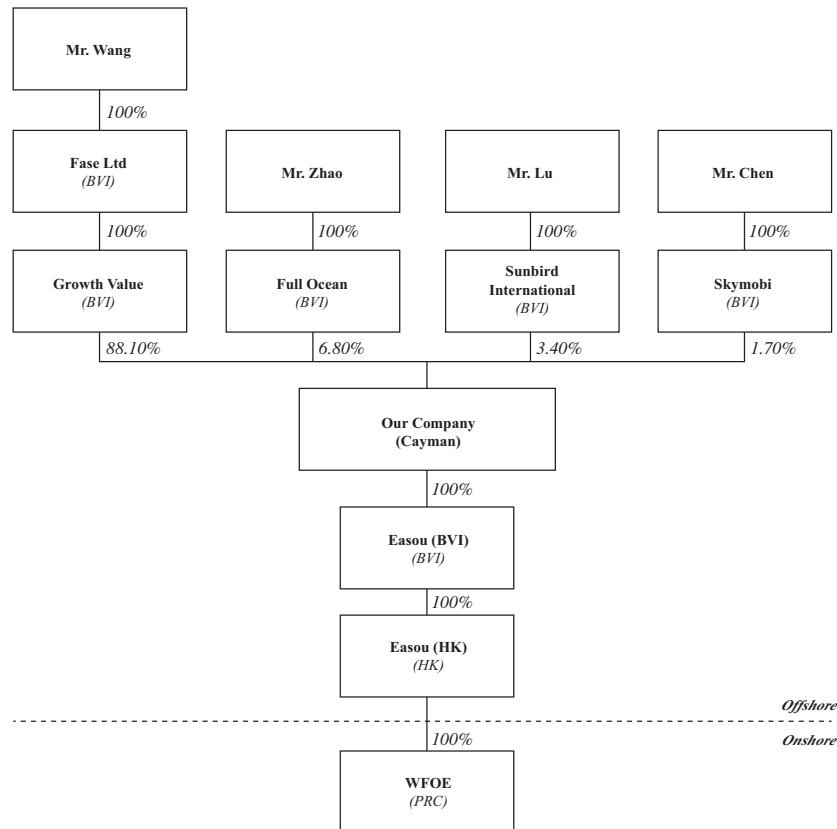 Mr. Wang
100%
Fase Ltd
(BVI)
Mr. Zhao
Mr. Lu
Mr. Chen
100%
100%
100%
100%
Growth Value
(BVI)
Full Ocean
(BVI)
Sunbird
International
(BVI)
Skymobi
(BVI)
88.10%
6.80%
3.40%
1.70%
Our Company
(Cayman)
100%
Easou (BVI)
(BVI)
100%
Easou (HK)
(HK)
Offshore
100%
Onshore
WFOE
(PRC)